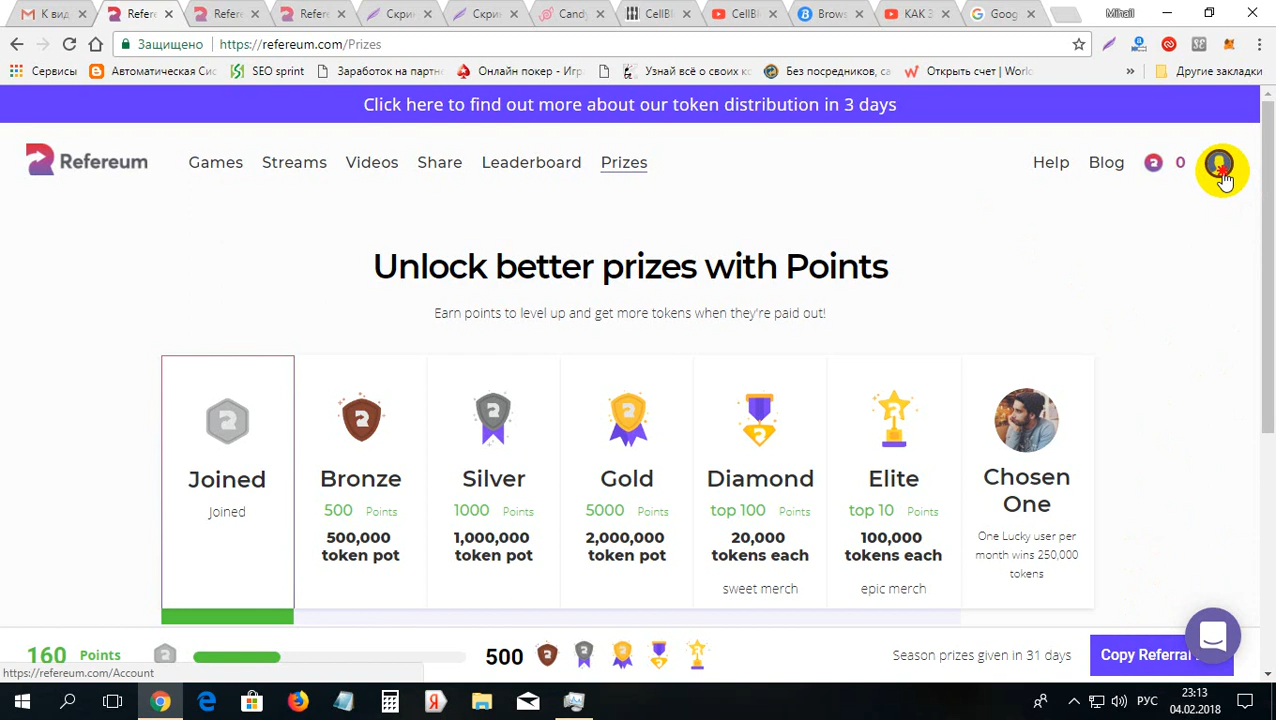 К вид
Refere
Refere
Refere
Скри
Скри
Candy
CellB
CellB
Brows
КАК З
Goog
Mihail
Защищено
https://refereum.com/Prizes
Сервисы
Автоматическая Си
SEO sprint
Заработок на партн
Онлайн покер - Игр
Узнай всё о своих ко
Без посредников, са
Открыть счет | Worl
»
Другие закладки
Click here to find out more about our token distribution in 3 days
Refereum
Games
Streams
Videos
Share
Leaderboard
Prizes
Help
Blog
0
Unlock better prizes with Points
Earn points to level up and get more tokens when they're paid out!
Joined
Joined
Bronze
500 Points
500,000
token pot
Silver
1000 Points
1,000,000
token pot
Gold
5000 Points
2,000,000
token pot
Diamond
top 100 Points
20,000
tokens each
sweet merch
Elite
top 10 Points
100,000
tokens each
epic merch
Chosen
One
One Lucky user per
month wins 250,000
tokens
160 Points
500
Season prizes given in 31 days
Copy Referral
https://refereum.com/Account
РУС
23:13
04.02.2018